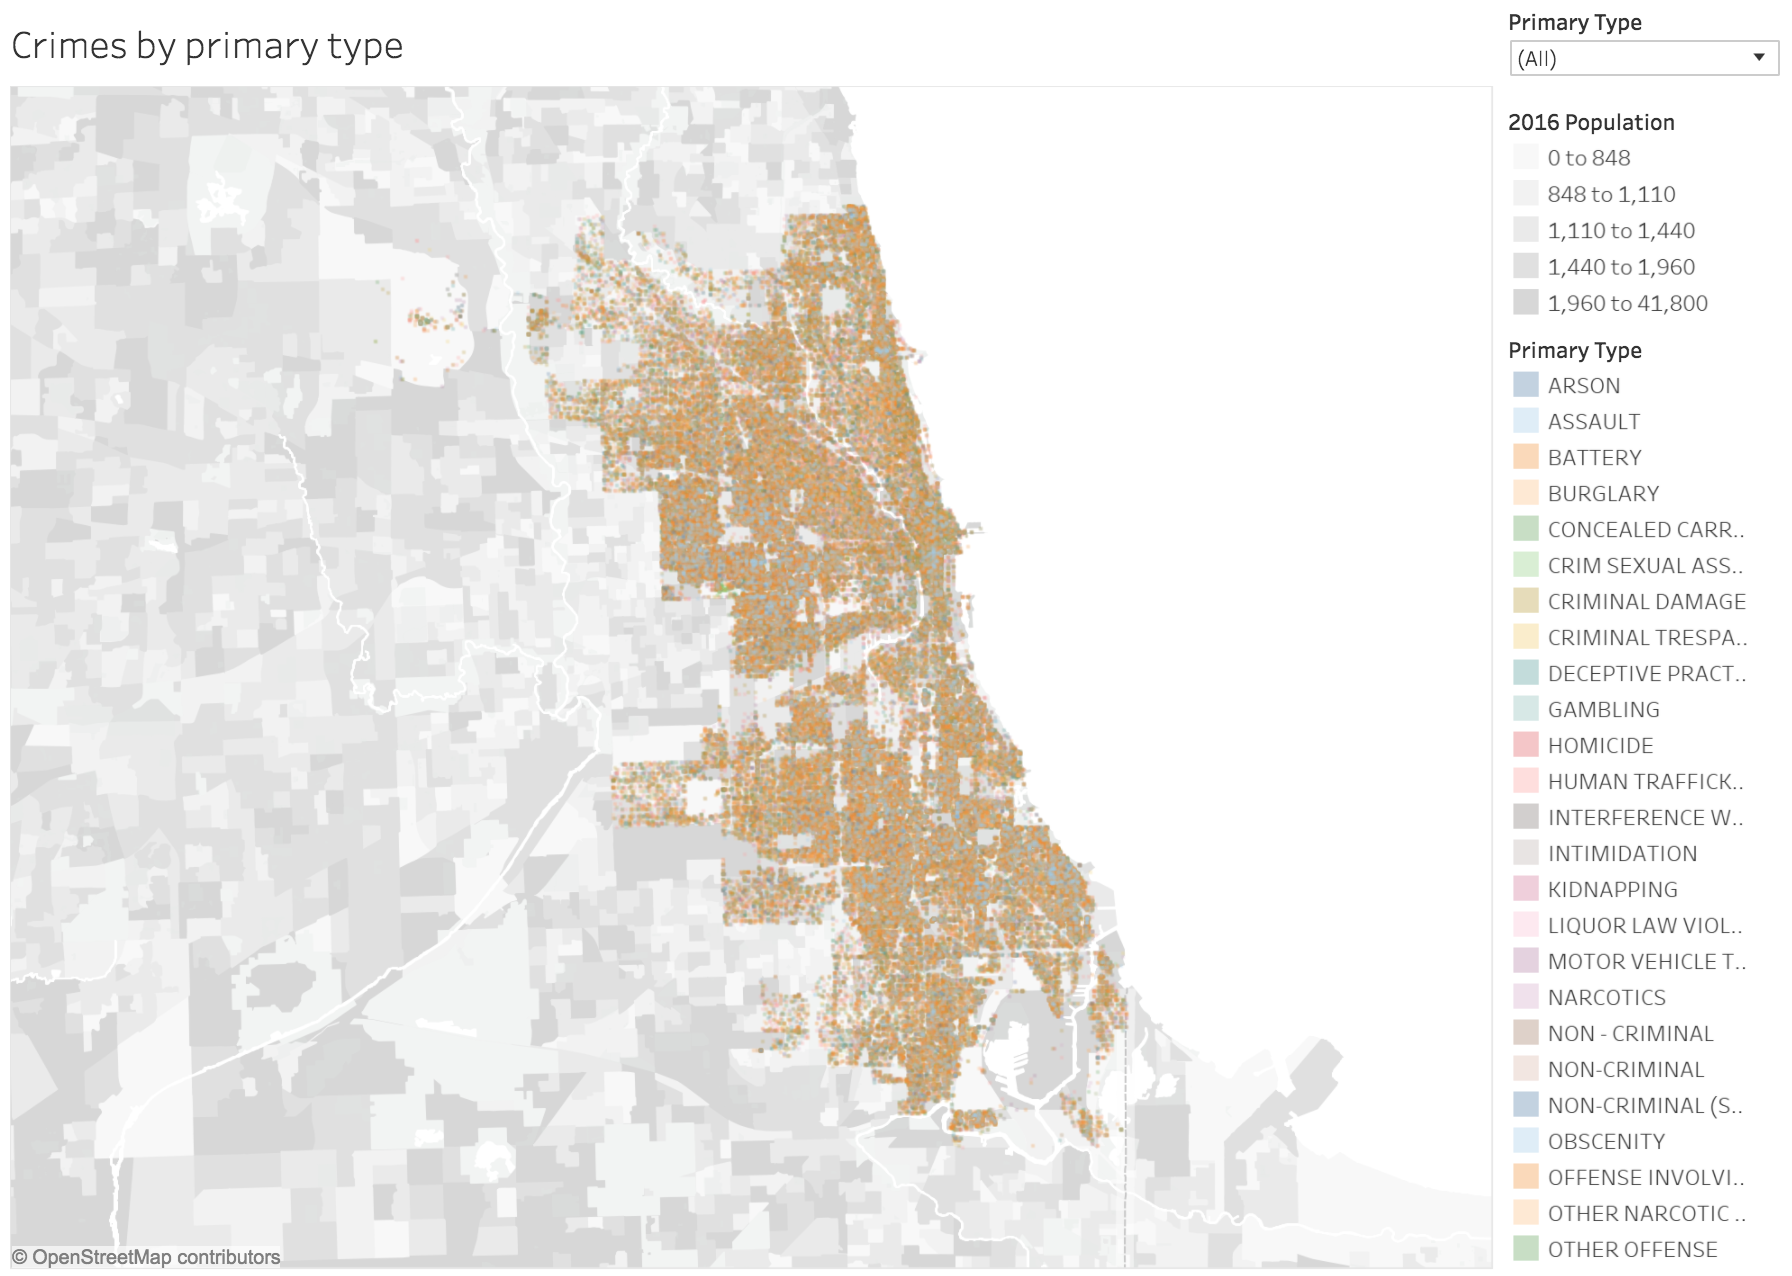 Crimes by primary type
Primary Type
(All)
2016 Population
0 to 848
848 to 1,110
1,110 to 1,440
1,440 to 1,960
1,960 to 41,800
Primary Type
ARSON
ASSAULT
BATTERY
BURGLARY
CONCEALED CARR..
CRIM SEXUAL ASS..
CRIMINAL DAMAGE
CRIMINAL TRESPA..
DECEPTIVE PRACT..
GAMBLING
HOMICIDE
HUMAN TRAFFICK..
INTERFERENCE W..
INTIMIDATION
KIDNAPPING
LIQUOR LAW VIOL..
MOTOR VEHICLE T..
NARCOTICS
NON - CRIMINAL
NON-CRIMINAL
NON-CRIMINAL (S..
OBSCENITY
OFFENSE INVOLVI..
OTHER NARCOTIC ..
OTHER OFFENSE
© OpenStreetMap contributors